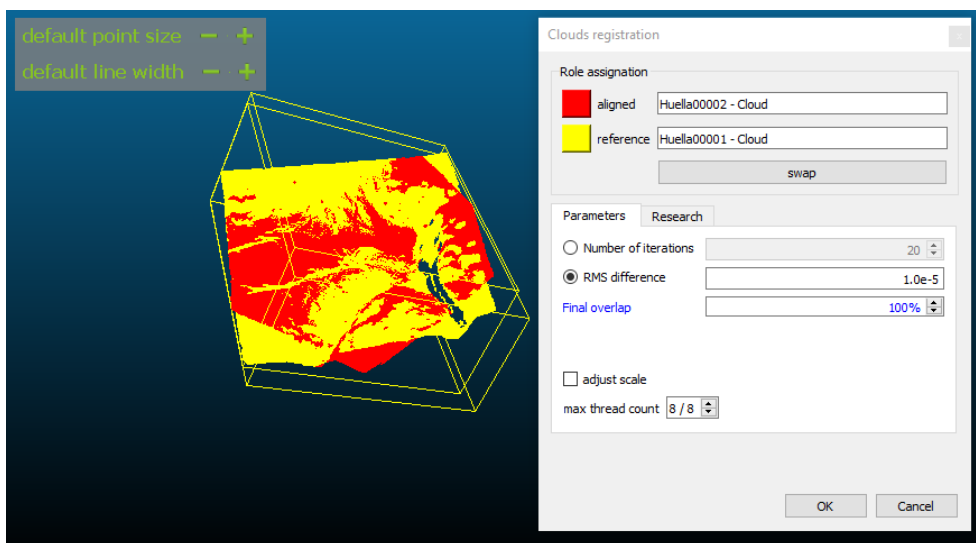 default point size − +
default line width − +
Clouds registration
x
Role assignation
aligned Huella00002 - Cloud
reference Huella00001 - Cloud
swap
Parameters Research
Number of iterations 20
RMS difference 1.0e-5
Final overlap 100%
adjust scale
max thread count 8 / 8
OK Cancel